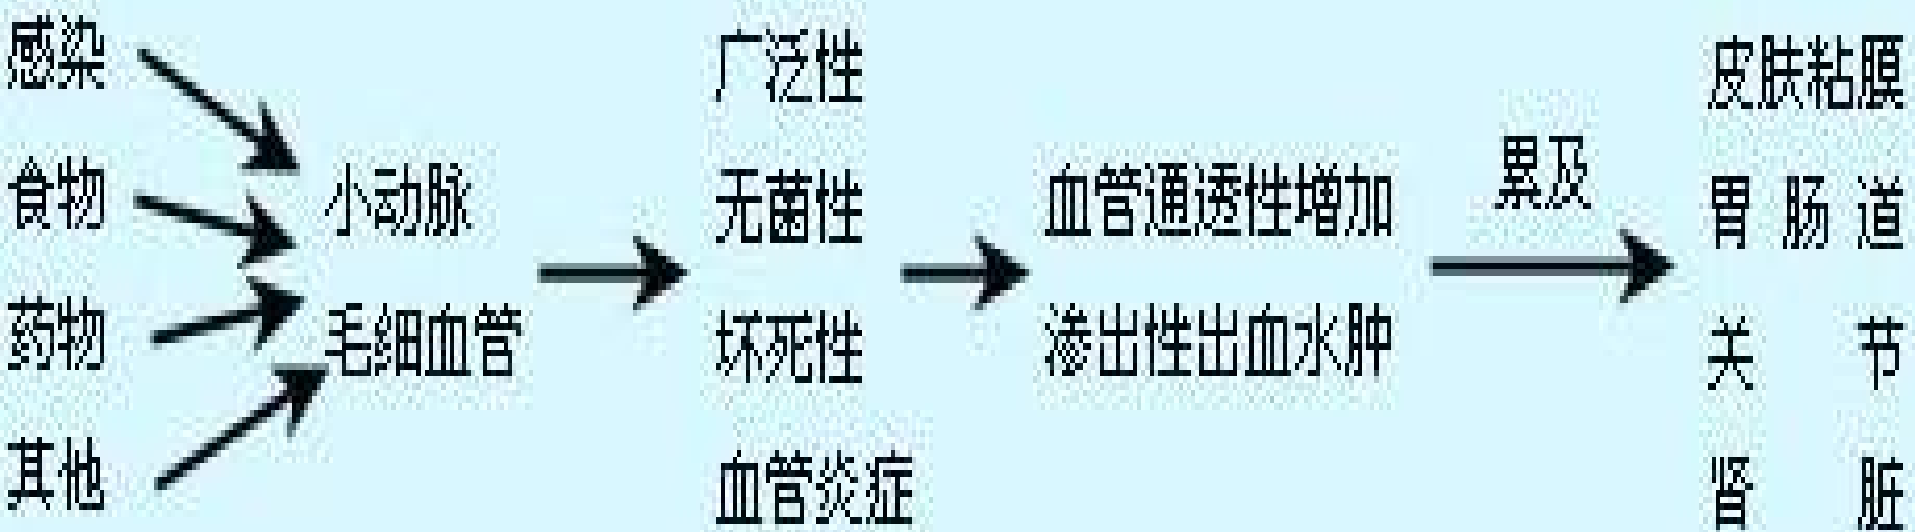 感染
食物
药物
其他
小动脉
毛细血管
广泛性
无菌性
坏死性
血管炎症
血管通透性增加
渗出性出血水肿
累及
皮肤粘膜
胃肠道
关节
肾脏